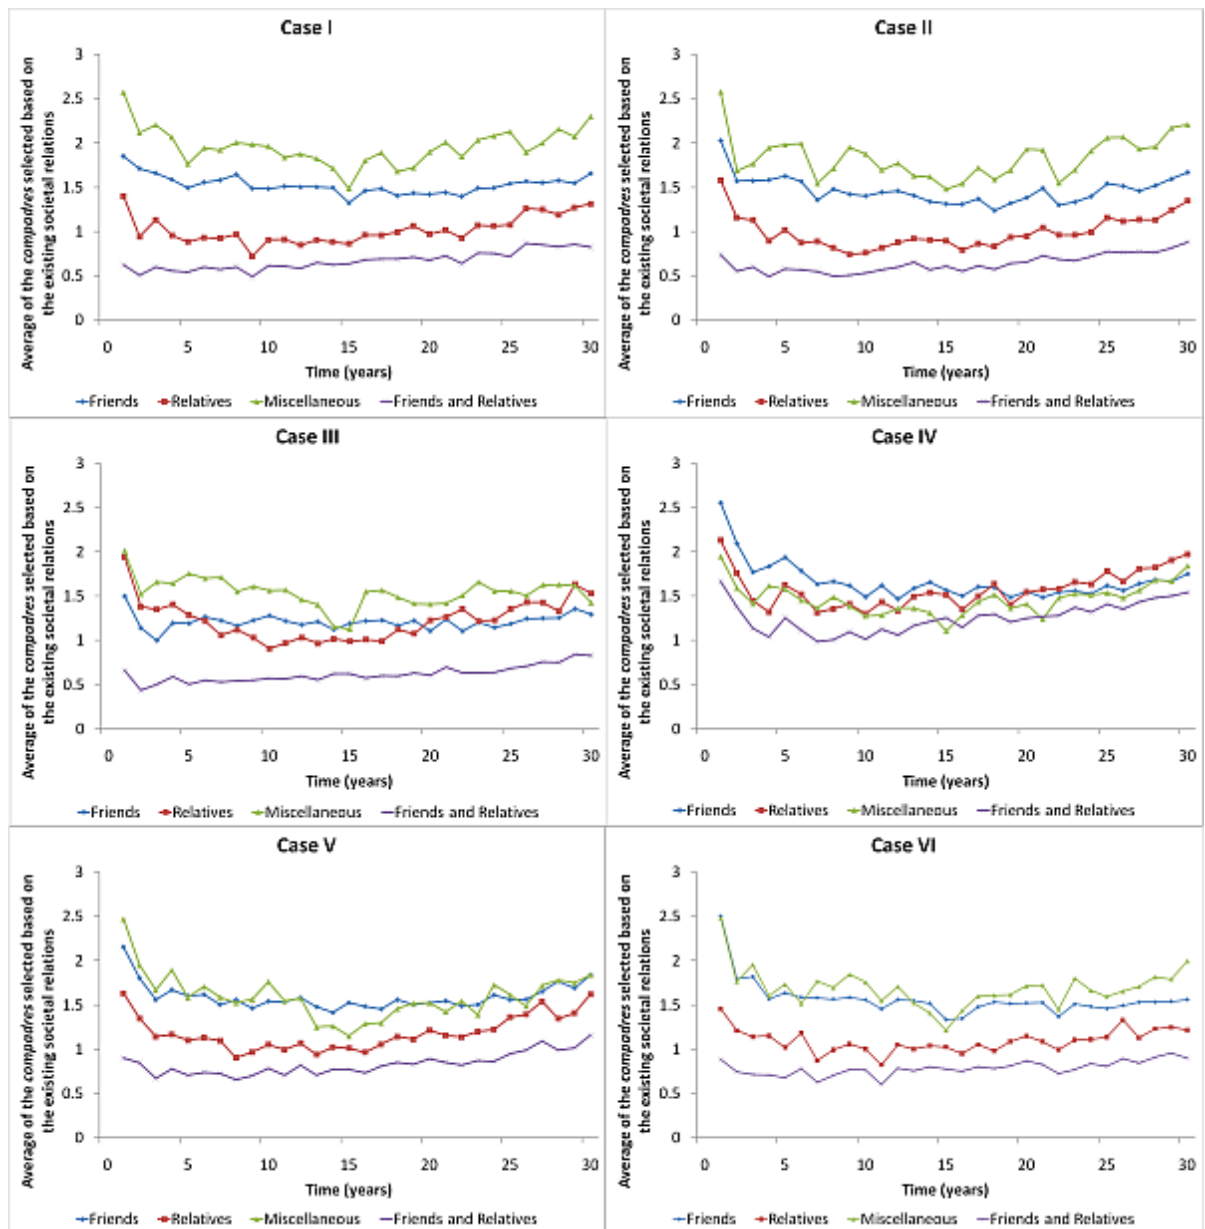 Case I
Average of the compadres selected based on
the existing societal relations
3
2.5
2
1.5
1
0.5
0
0 5 10 15 20 25 30
Time (years)
Friends Relatives Miscellaneous Friends and Relatives
Case II
Average of the compadres selected based on
the existing societal relations
3
2.5
2
1.5
1
0.5
0
0 5 10 15 20 25 30
Time (years)
Friends Relatives Miscellaneous Friends and Relatives
Case III
Average of the compadres selected based on
the existing societal relations
3
2.5
2
1.5
1
0.5
0
0 5 10 15 20 25 30
Time (years)
Friends Relatives Miscellaneous Friends and Relatives
Case IV
Average of the compadres selected based on
the existing societal relations
3
2.5
2
1.5
1
0.5
0
0 5 10 15 20 25 30
Time (years)
Friends Relatives Miscellaneous Friends and Relatives
Case V
Average of the compadres selected based on
the existing societal relations
3
2.5
2
1.5
1
0.5
0
0 5 10 15 20 25 30
Time (years)
Friends Relatives Miscellaneous Friends and Relatives
Case VI
Average of the compadres selected based on
the existing societal relations
3
2.5
2
1.5
1
0.5
0
0 5 10 15 20 25 30
Time (years)
Friends Relatives Miscellaneous Friends and Relatives